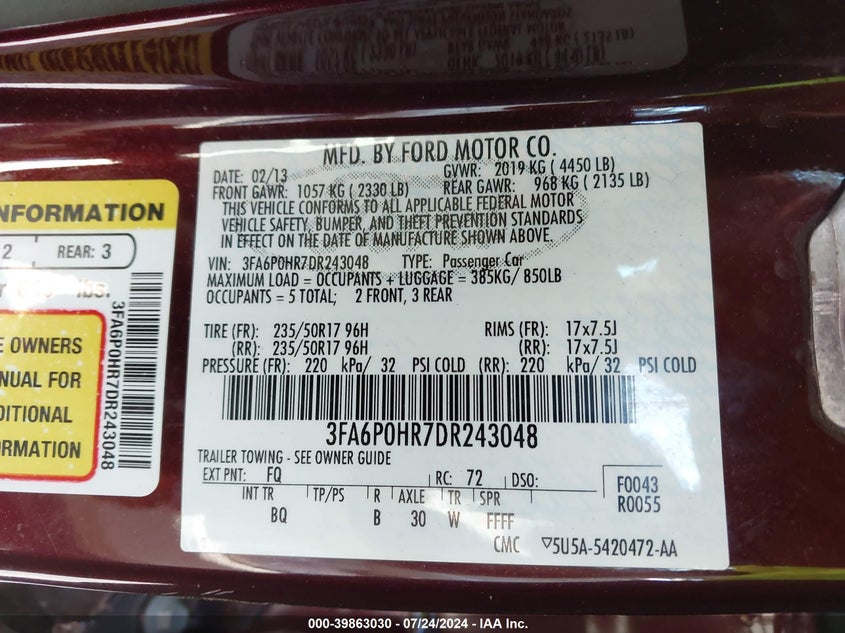 MFD. BY FORD MOTOR CO.
DATE: 02/13 GVWR: 2019 KG ( 4450 LB)
FRONT GAWR: 1057 KG ( 2330 LB) REAR GAWR: 968 KG ( 2135 LB)
THIS VEHICLE CONFORMS TO ALL APPLICABLE FEDERAL MOTOR
VEHICLE SAFETY, BUMPER, AND THEFT PREVENTION STANDARDS
IN EFFECT ON THE DATE OF MANUFACTURE SHOWN ABOVE.
VIN: 3FA6P0HR7DR243048 TYPE: Passenger Car
MAXIMUM LOAD = OCCUPANTS + LUGGAGE = 385KG/ 850LB
OCCUPANTS = 5 TOTAL; 2 FRONT, 3 REAR
TIRE (FR): 235/50R17 96H RIMS (FR): 17x7.5J
(RR): 235/50R17 96H (RR): 17x7.5J
PRESSURE (FR): 220 kPa/ 32 PSI COLD (RR): 220 kPa/ 32 PSI COLD
3FA6P0HR7DR243048
TRAILER TOWING - SEE OWNER GUIDE
EXT PNT: FQ RC: 72 DSO:
F0043
R0055
INT TR TP/PS R AXLE TR SPR
BQ B 30 W FFFF
CMC ▽5U5A-5420472-AA
INFORMATION
2 REAR: 3
lbs.
E OWNERS
ANUAL FOR
DITIONAL
ORMATION
3FA6P0HR7DR243048
000-39863030 - 07/24/2024 - IAA Inc.